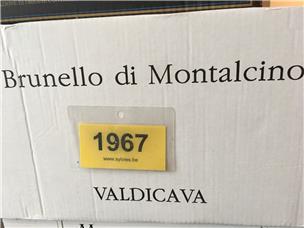 Brunello di Montalcino
1967
www.sylvies.be
VALDICAVA